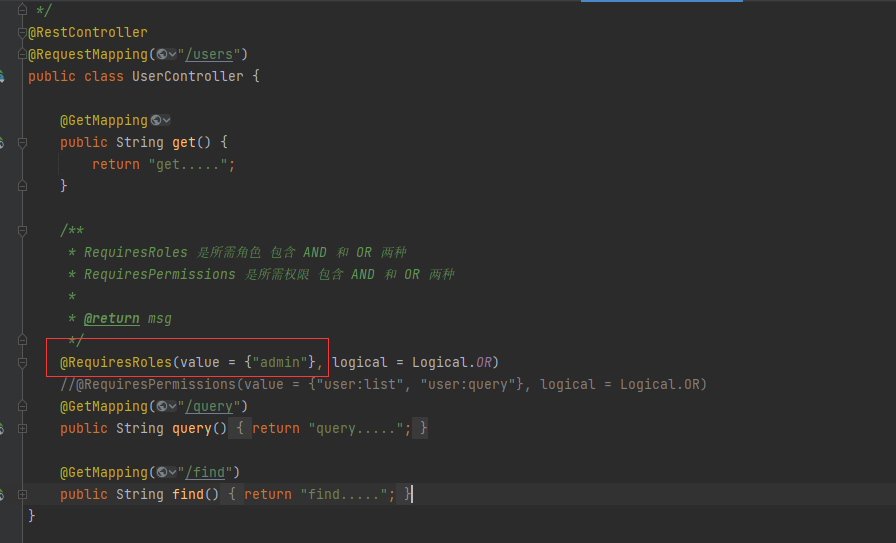 */
@RestController
@RequestMapping("/users")
public class UserController {
@GetMapping
public String get() {
return "get.....";
}
/**
* RequiresRoles 是所需角色 包含 AND 和 OR 两种
* RequiresPermissions 是所需权限 包含 AND 和 OR 两种
*
* @return msg
*/
@RequiresRoles(value = {"admin"}, logical = Logical.OR)
//@RequiresPermissions(value = {"user:list", "user:query"}, logical = Logical.OR)
@GetMapping("/query")
public String query() { return "query....."; }
@GetMapping("/find")
public String find() { return "find....."; }
}